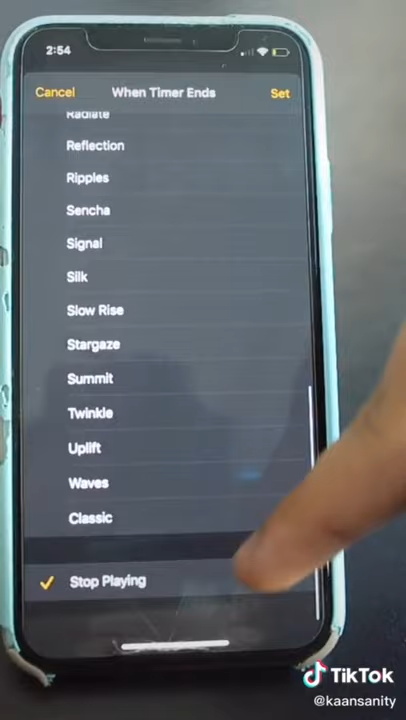 2:54
Cancel When Timer Ends Set
Radiate
Reflection
Ripples
Sencha
Signal
Silk
Slow Rise
Stargaze
Summit
Twinkle
Uplift
Waves
Classic
Stop Playing
TikTok
@kaansanity